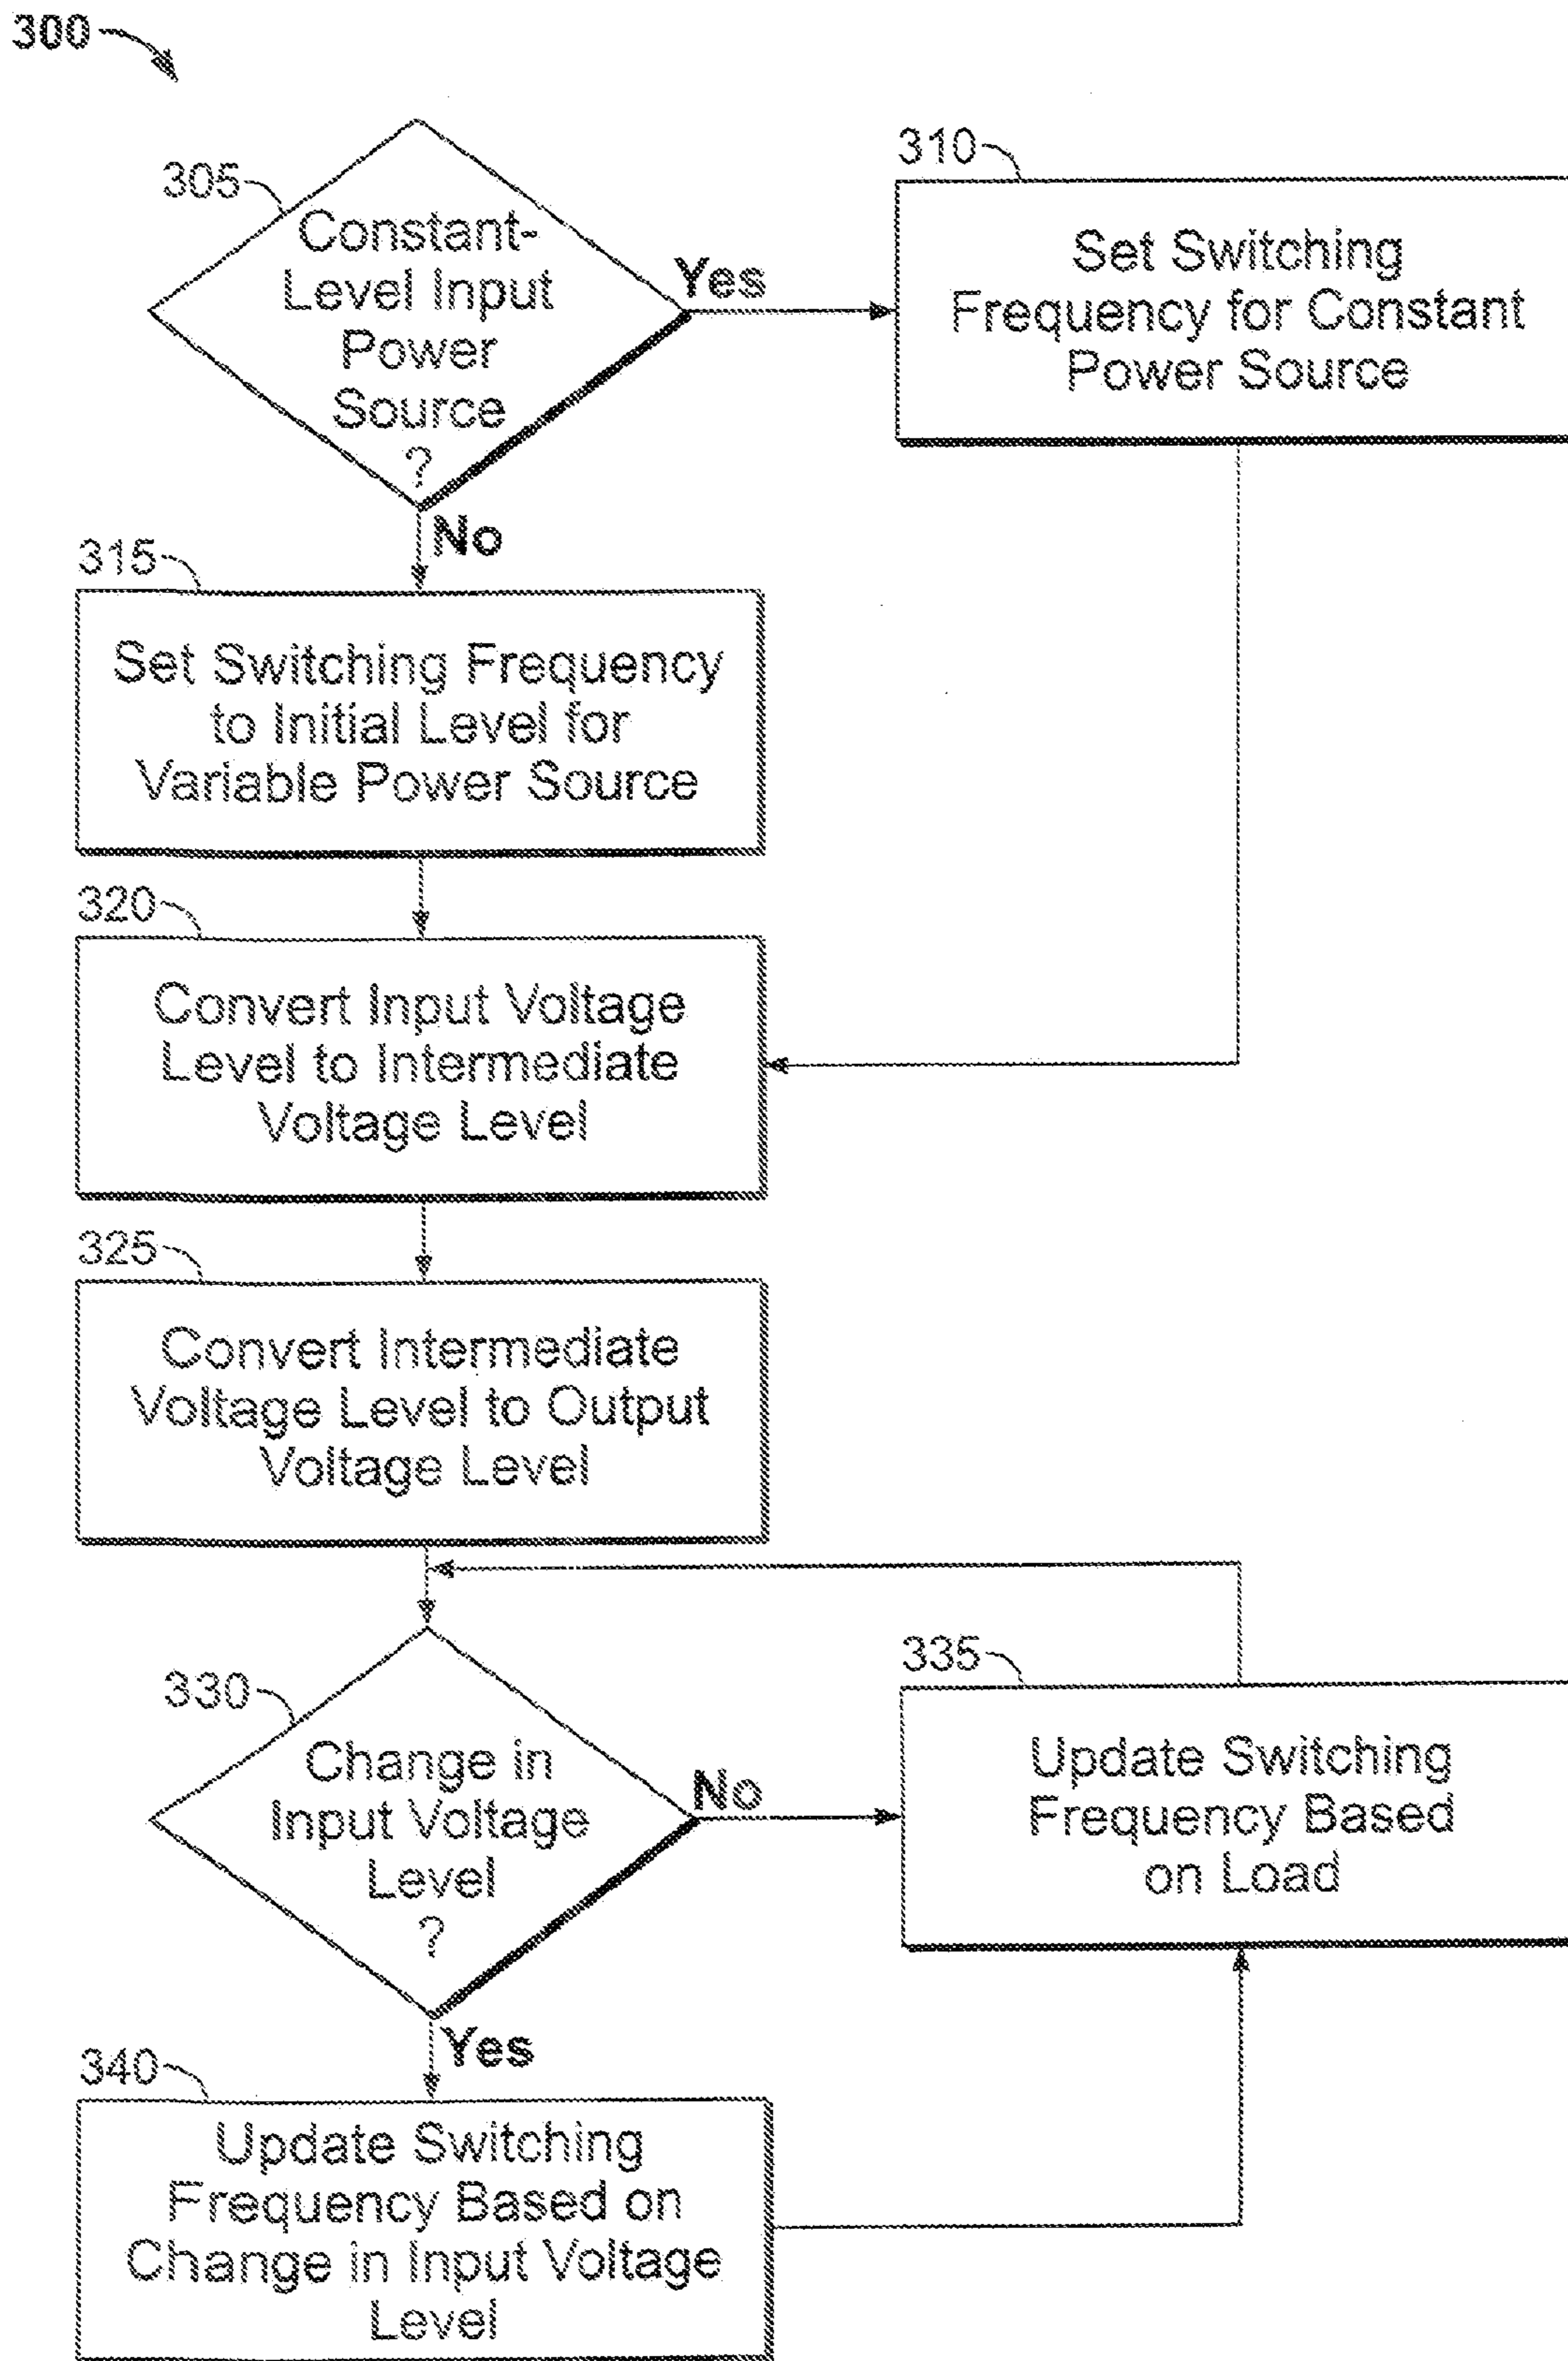 300
305
Constant-
Level Input
Power
Source
?
Yes
No
310
Set Switching
Frequency for Constant
Power Source
315
Set Switching Frequency
to Initial Level for
Variable Power Source
320
Convert Input Voltage
Level to Intermediate
Voltage Level
325
Convert Intermediate
Voltage Level to Output
Voltage Level
330
Change in
Input Voltage
Level
?
No
Yes
335
Update Switching
Frequency Based
on Load
340
Update Switching
Frequency Based on
Change in Input Voltage
Level